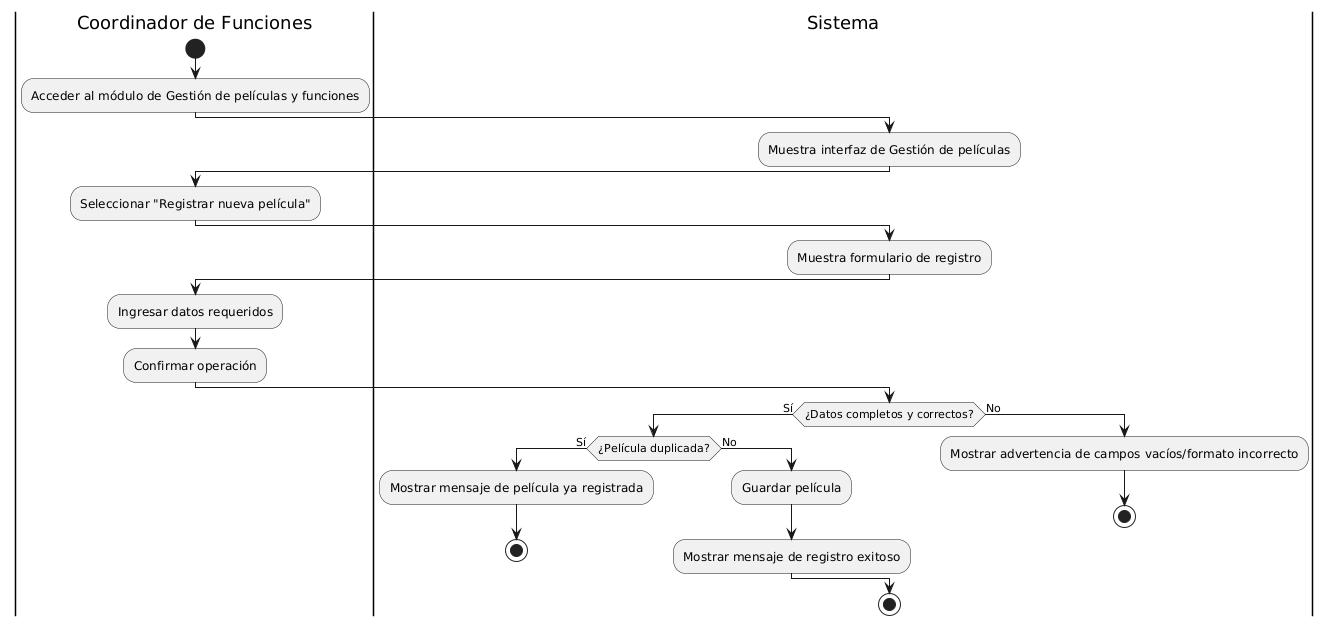 Coordinador de Funciones
Sistema
Acceder al módulo de Gestión de películas y funciones
Muestra interfaz de Gestión de películas
Seleccionar "Registrar nueva película"
Muestra formulario de registro
Ingresar datos requeridos
Confirmar operación
Sí
¿Datos completos y correctos?
No
Sí
¿Película duplicada?
No
Mostrar advertencia de campos vacíos/formato incorrecto
Mostrar mensaje de película ya registrada
Guardar película
Mostrar mensaje de registro exitoso